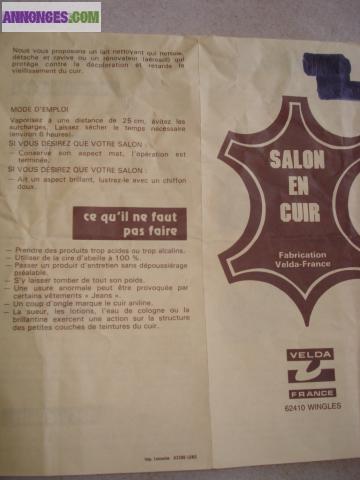 ANNONCES.COM
Nous vous proposons un lait nettoyant qui nettoie,
détache et ravive ou un rénovateur (aérosol) qui
protège contre la décoloration et retarde le
vieillissement du cuir.
MODE D'EMPLOI
Vaporisez à une distance de 25 cm, évitez les
surcharges. Laissez sécher le temps nécessaire
(environ 6 heures).
SI VOUS DÉSIREZ QUE VOTRE SALON :
— Conserve son aspect mat, l'opération est
terminée.
SI VOUS DÉSIREZ QUE VOTRE SALON :
— Ait un aspect brillant, lustrez-le avec un chiffon
doux.
ce qu'il ne faut
pas faire
— Prendre des produits trop acides ou trop alcalins.
— Utiliser de la cire d'abeille à 100 %.
— Passer un produit d'entretien sans dépoussiérage
préalable.
— S'y laisser tomber de tout son poids.
— Une usure anormale peut être provoquée par
certains vêtements « Jeans ».
— Un coup d'ongle marque le cuir aniline.
— La sueur, les lotions, l'eau de cologne ou la
brillantine exercent une action sur la structure
des petites couches de teintures du cuir.
SALON
EN
CUIR
Fabrication
Velda-France
VELDA
FRANCE
62410 WINGLES